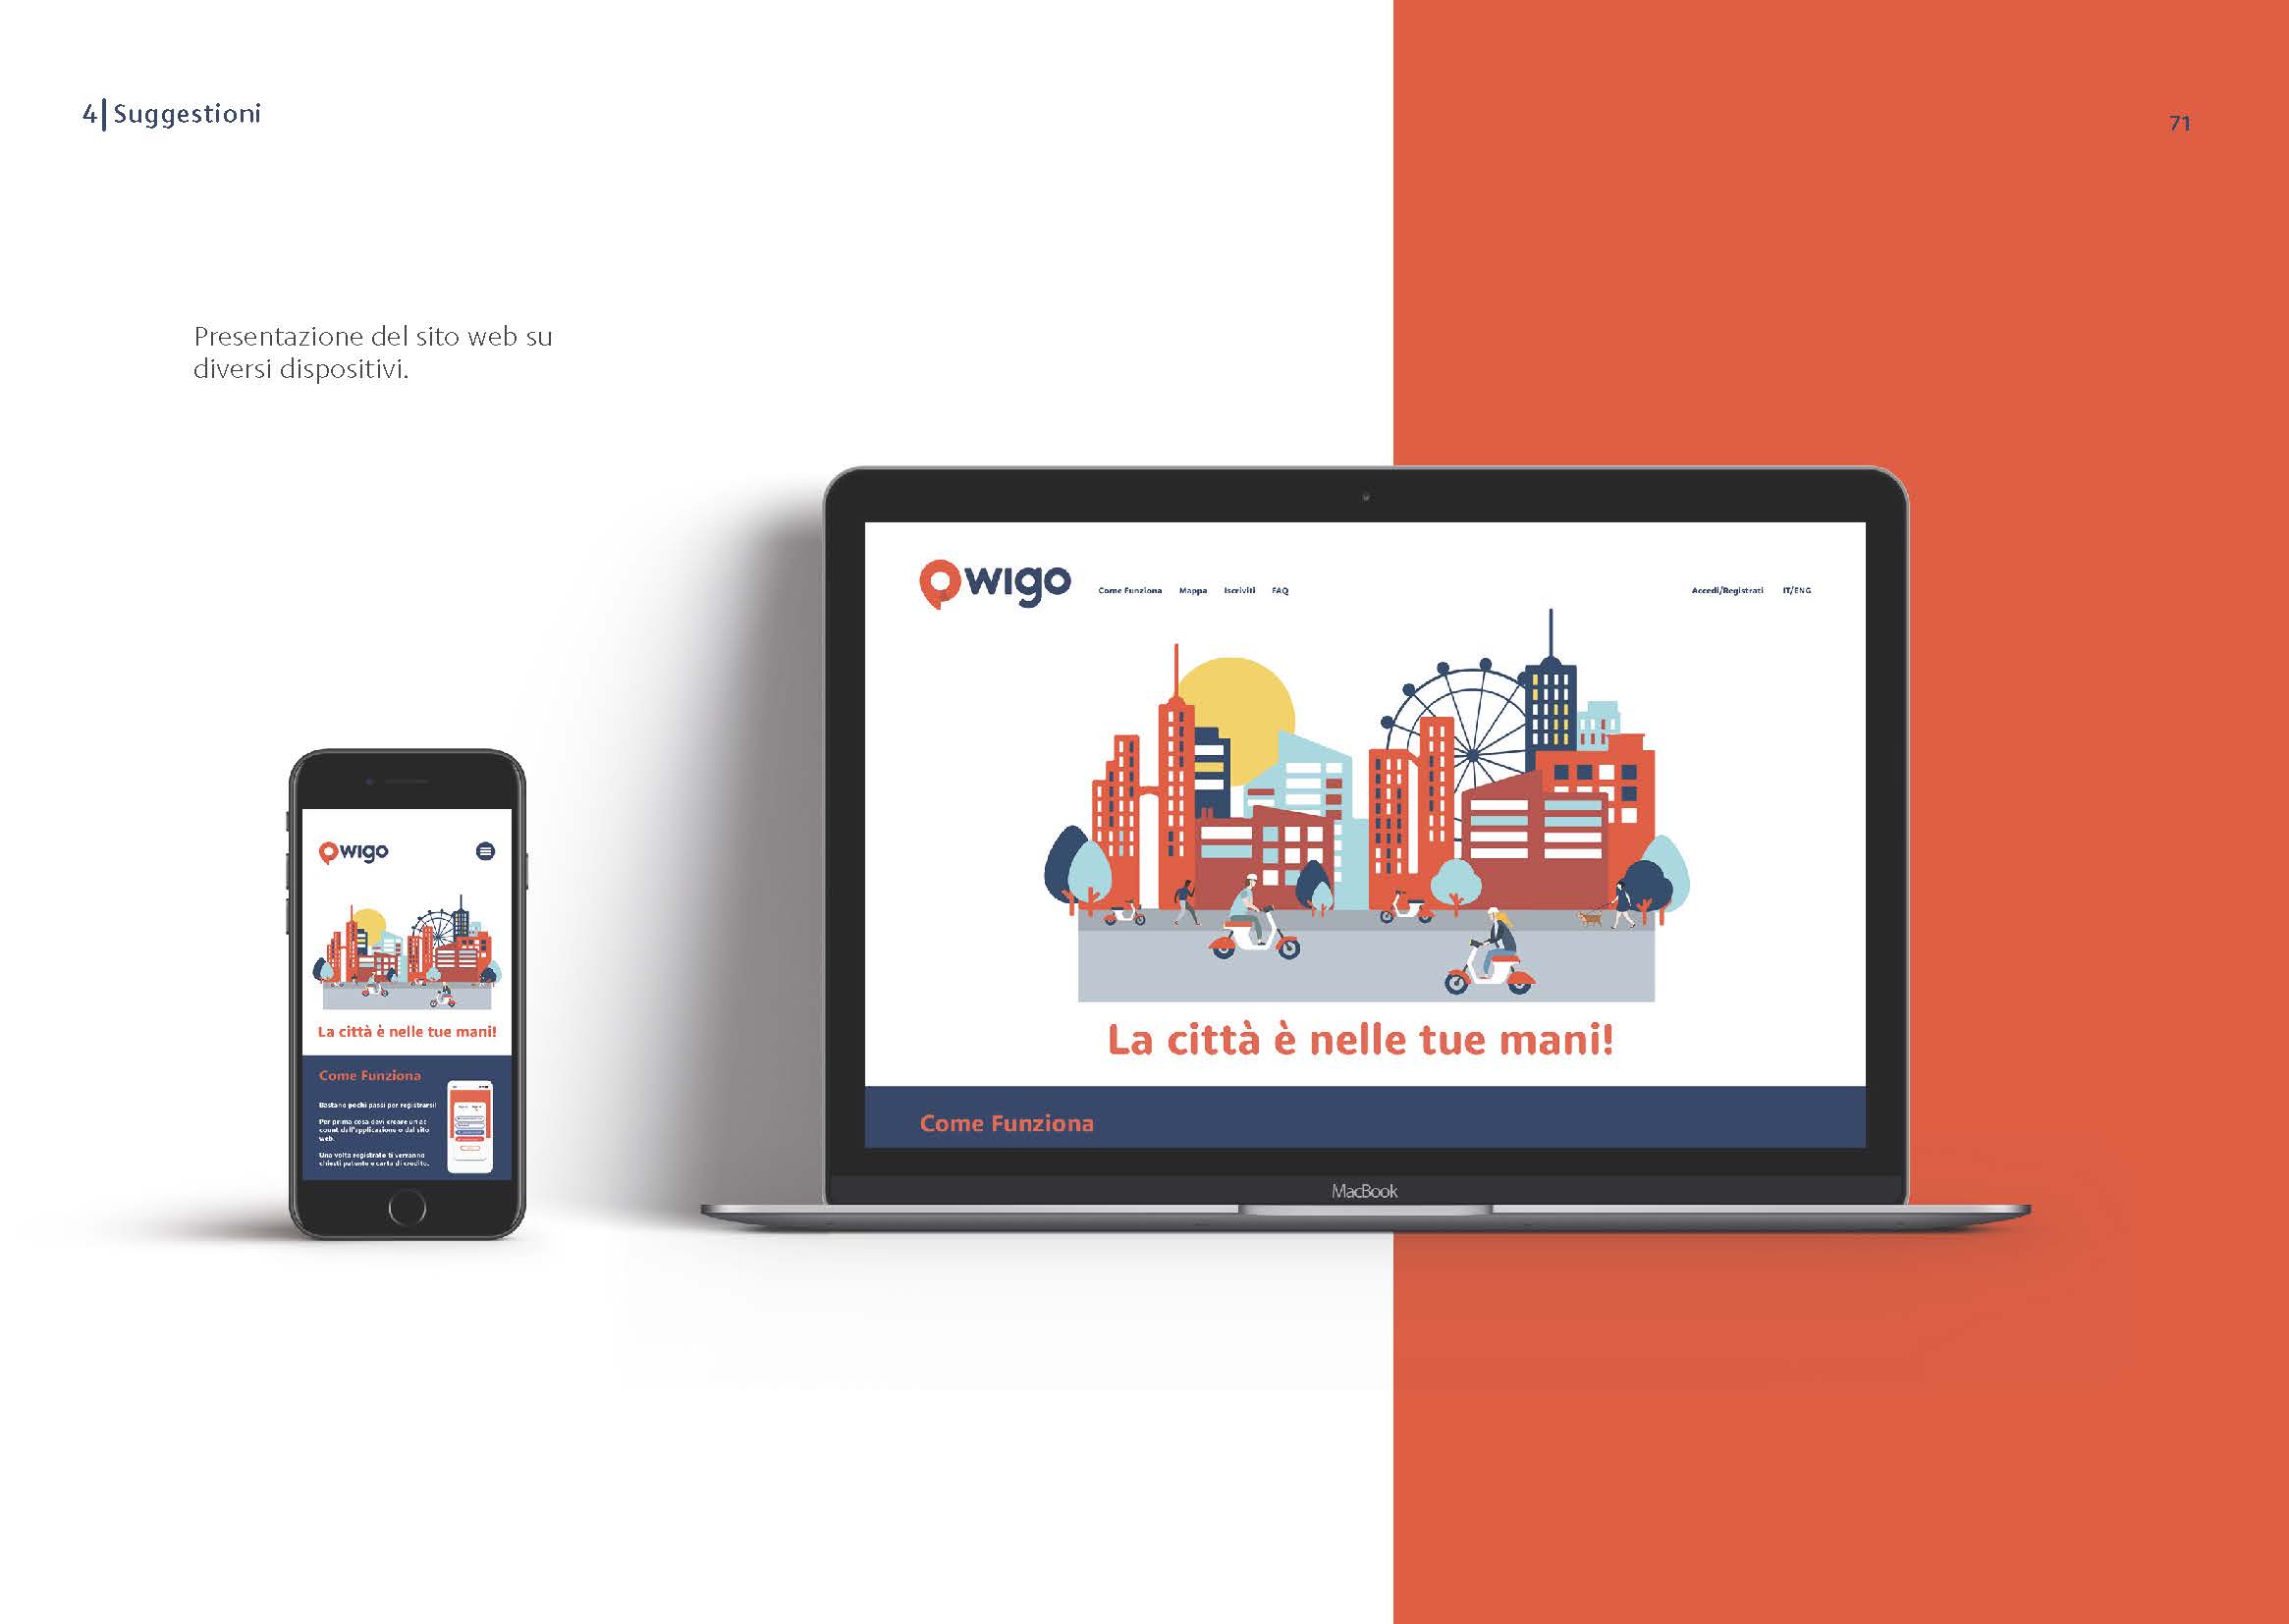 4| Suggestioni
71
Presentazione del sito web su
diversi dispositivi.
wigo
Come Funziona Mappa Iscriviti FAQ
Accedi/Registrati IT/ENG
La città è nelle tue mani!
Come Funziona
MacBook
wigo
La città è nelle tue mani!
Come Funziona
Bastano pochi passi per registrarsi!
Per prima cosa devi creare un ac
count dall'applicazione o dal sito
web.
Una volta registrato ti verranno
chiesti patente e carta di credito.